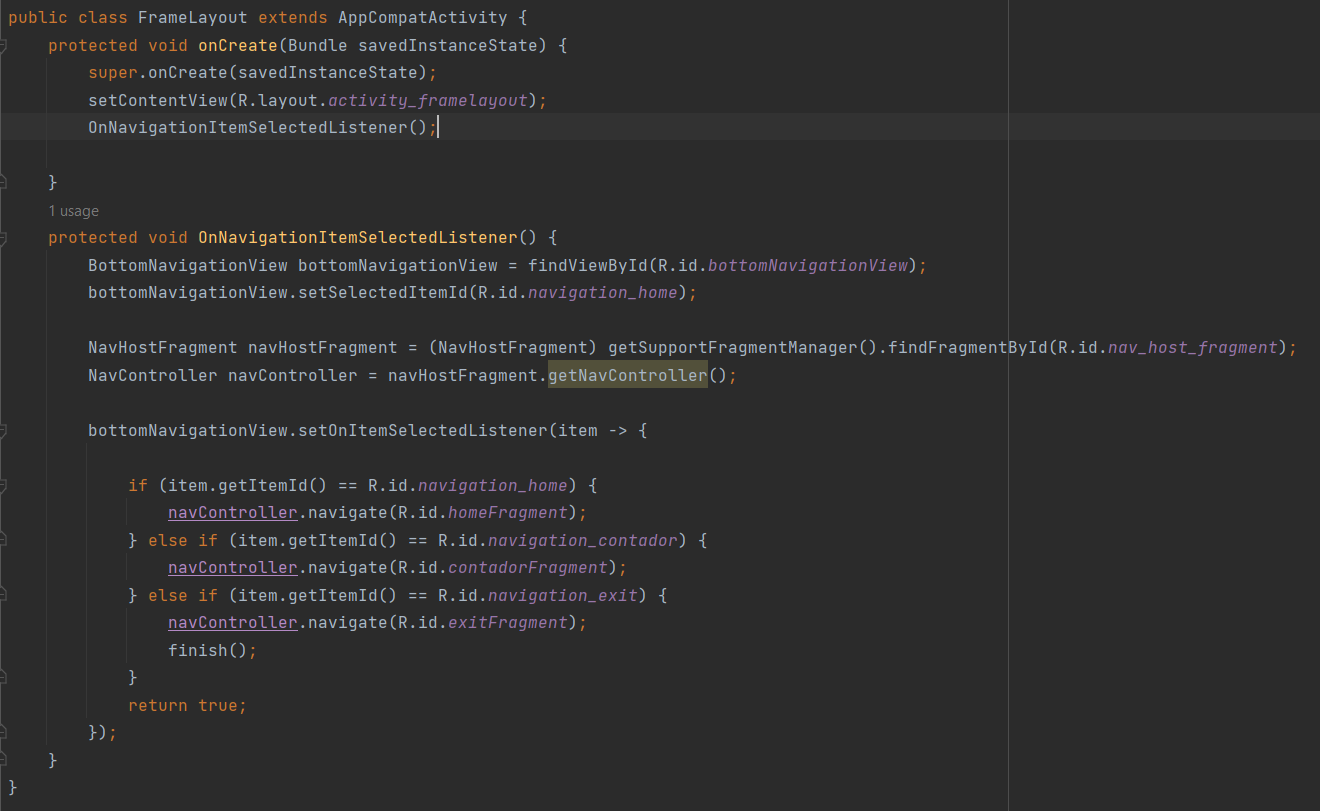 public class FrameLayout extends AppCompatActivity {
    protected void onCreate(Bundle savedInstanceState) {
        super.onCreate(savedInstanceState);
        setContentView(R.layout.activity_framelayout);
        OnNavigationItemSelectedListener();
    }
    1 usage
    protected void OnNavigationItemSelectedListener() {
        BottomNavigationView bottomNavigationView = findViewById(R.id.bottomNavigationView);
        bottomNavigationView.setSelectedItemId(R.id.navigation_home);
        NavHostFragment navHostFragment = (NavHostFragment) getSupportFragmentManager().findFragmentById(R.id.nav_host_fragment);
        NavController navController = navHostFragment.getNavController();
        bottomNavigationView.setOnItemSelectedListener(item -> {
            if (item.getItemId() == R.id.navigation_home) {
                navController.navigate(R.id.homeFragment);
            } else if (item.getItemId() == R.id.navigation_contador) {
                navController.navigate(R.id.contadorFragment);
            } else if (item.getItemId() == R.id.navigation_exit) {
                navController.navigate(R.id.exitFragment);
                finish();
            }
            return true;
        });
    }
}